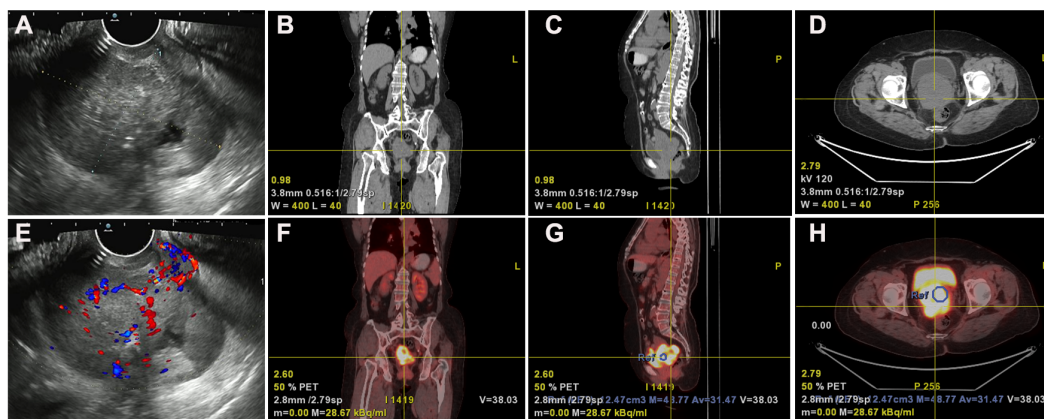 A
B
L
0.98
3.8mm 0.516:1/2.79sp
W = 400 L = 40
I 1420
C
P
0.98
3.8mm 0.516:1/2.79sp
W = 400 L = 40
I 1420
D
2.79
kV 120
3.8mm 0.516:1/2.79sp
W = 400 L = 40
P 256
E
1
F
L
2.60
50 % PET
2.8mm /2.79sp
m=0.00 M=28.67 kBq/ml
I 1419
V=38.03
G
P
Ref
2.60
50 % PET
2.8mm /2.79sp
12.47cm3 M=48.77 Av=31.47
m=0.00 M=28.67 kBq/ml
I 1419
V=38.03
H
Ref
0.00
2.79
50 % PET
2.8mm /2.79sp
12.47cm3 M=48.77 Av=31.47
m=0.00 M=28.67 kBq/ml
P 256
V=38.03